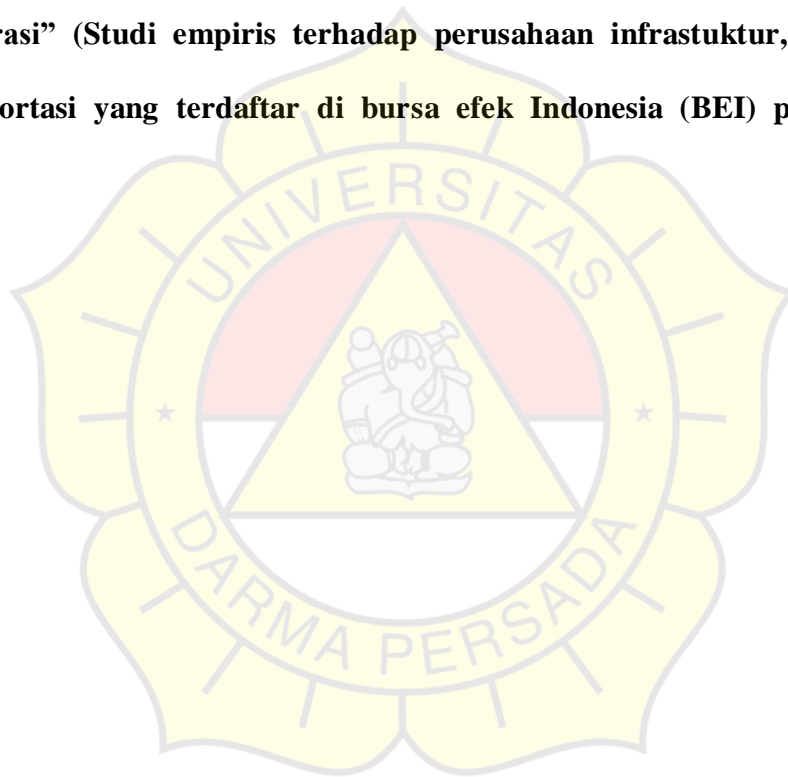 rasi” (Studi empiris terhadap perusahaan infrastuktur,
ortasi yang terdaftar di bursa efek Indonesia (BEI) p
UNIVERSITAS
DARMA PERSADA